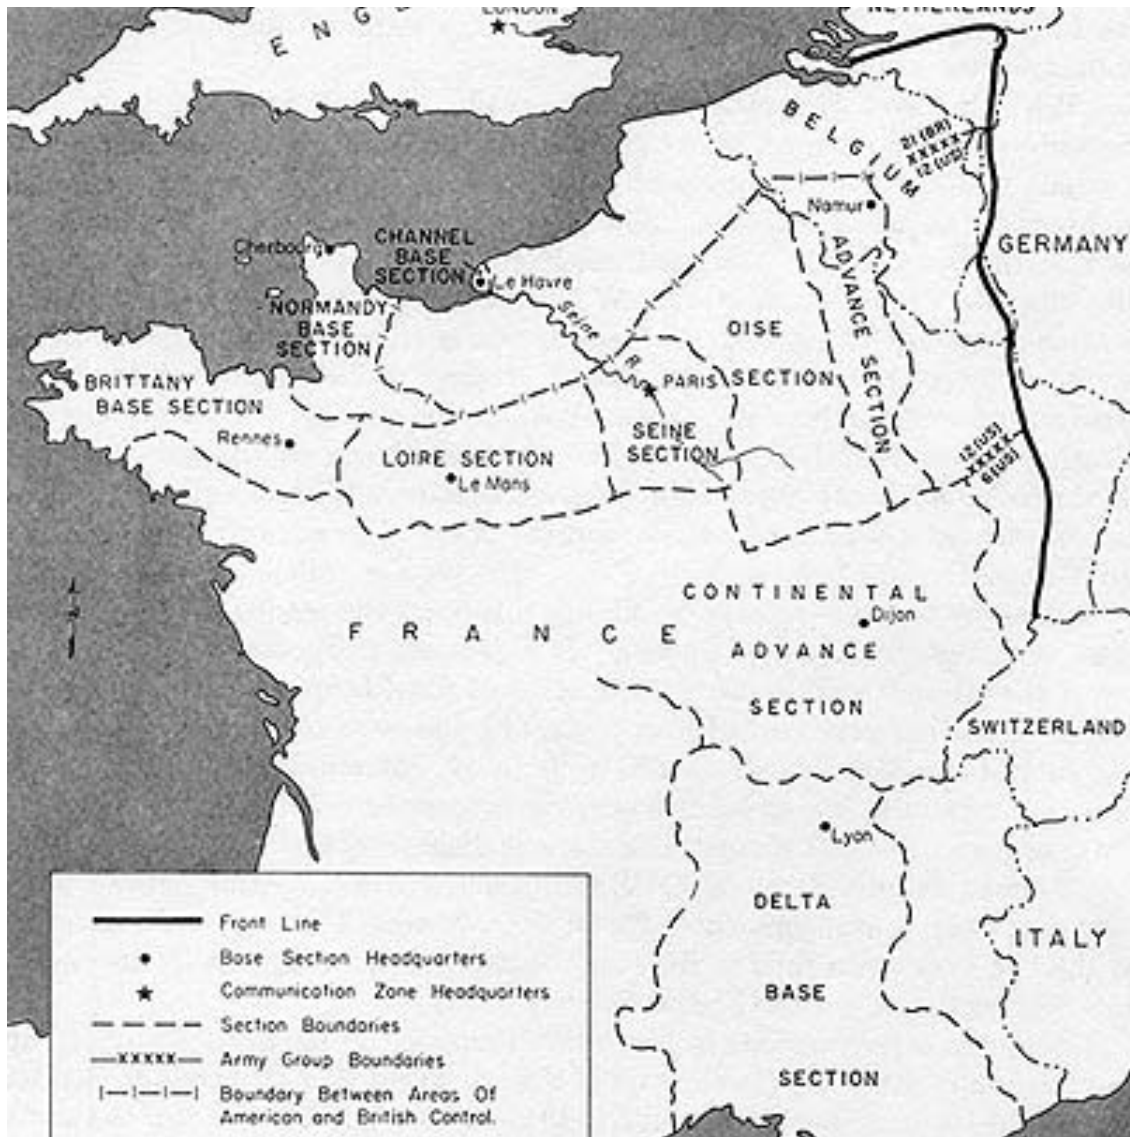 LONDON
E N G
NETHERLANDS
BELGIUM
21 (BR)
XXXXX
12 (US)
Namur
GERMANY
Cherbourg
CHANNEL
BASE
SECTION
Le Havre
NORMANDY
BASE
SECTION
Seine R.
OISE
SECTION
ADVANCE SECTION
BRITTANY
BASE SECTION
PARIS
Rennes
LOIRE SECTION
Le Mans
SEINE
SECTION
12 (US)
XXXXX
6 (US)
CONTINENTAL
Dijon
FRANCE
ADVANCE
SECTION
SWITZERLAND
Lyon
DELTA
BASE
SECTION
ITALY
Front Line
Base Section Headquarters
Communication Zone Headquarters
Section Boundaries
XXXXX Army Group Boundaries
Boundary Between Areas Of
American and British Control.